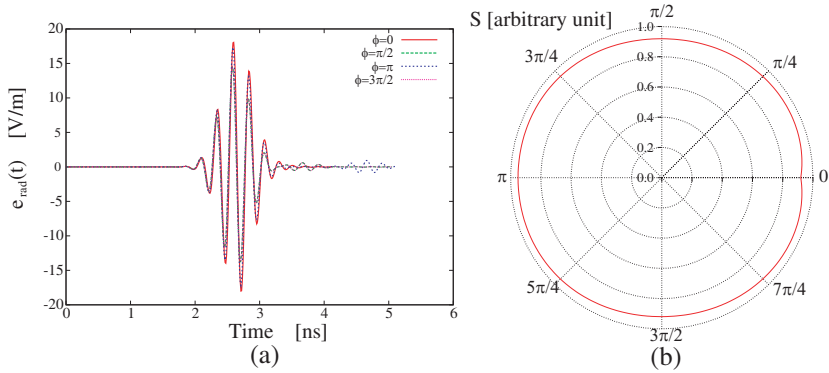 (a)
20
15
10
5
0
-5
-10
-15
-20
e_rad(t) [V/m]
ϕ=0
ϕ=π/2
ϕ=π
ϕ=3π/2
0 1 2 3 4 5 6
Time [ns]
(a)
S [arbitrary unit]
π/2
1.0
0.8
0.6
0.4
0.2
0.0
3π/4
π/4
π
0
5π/4
7π/4
3π/2
(b)